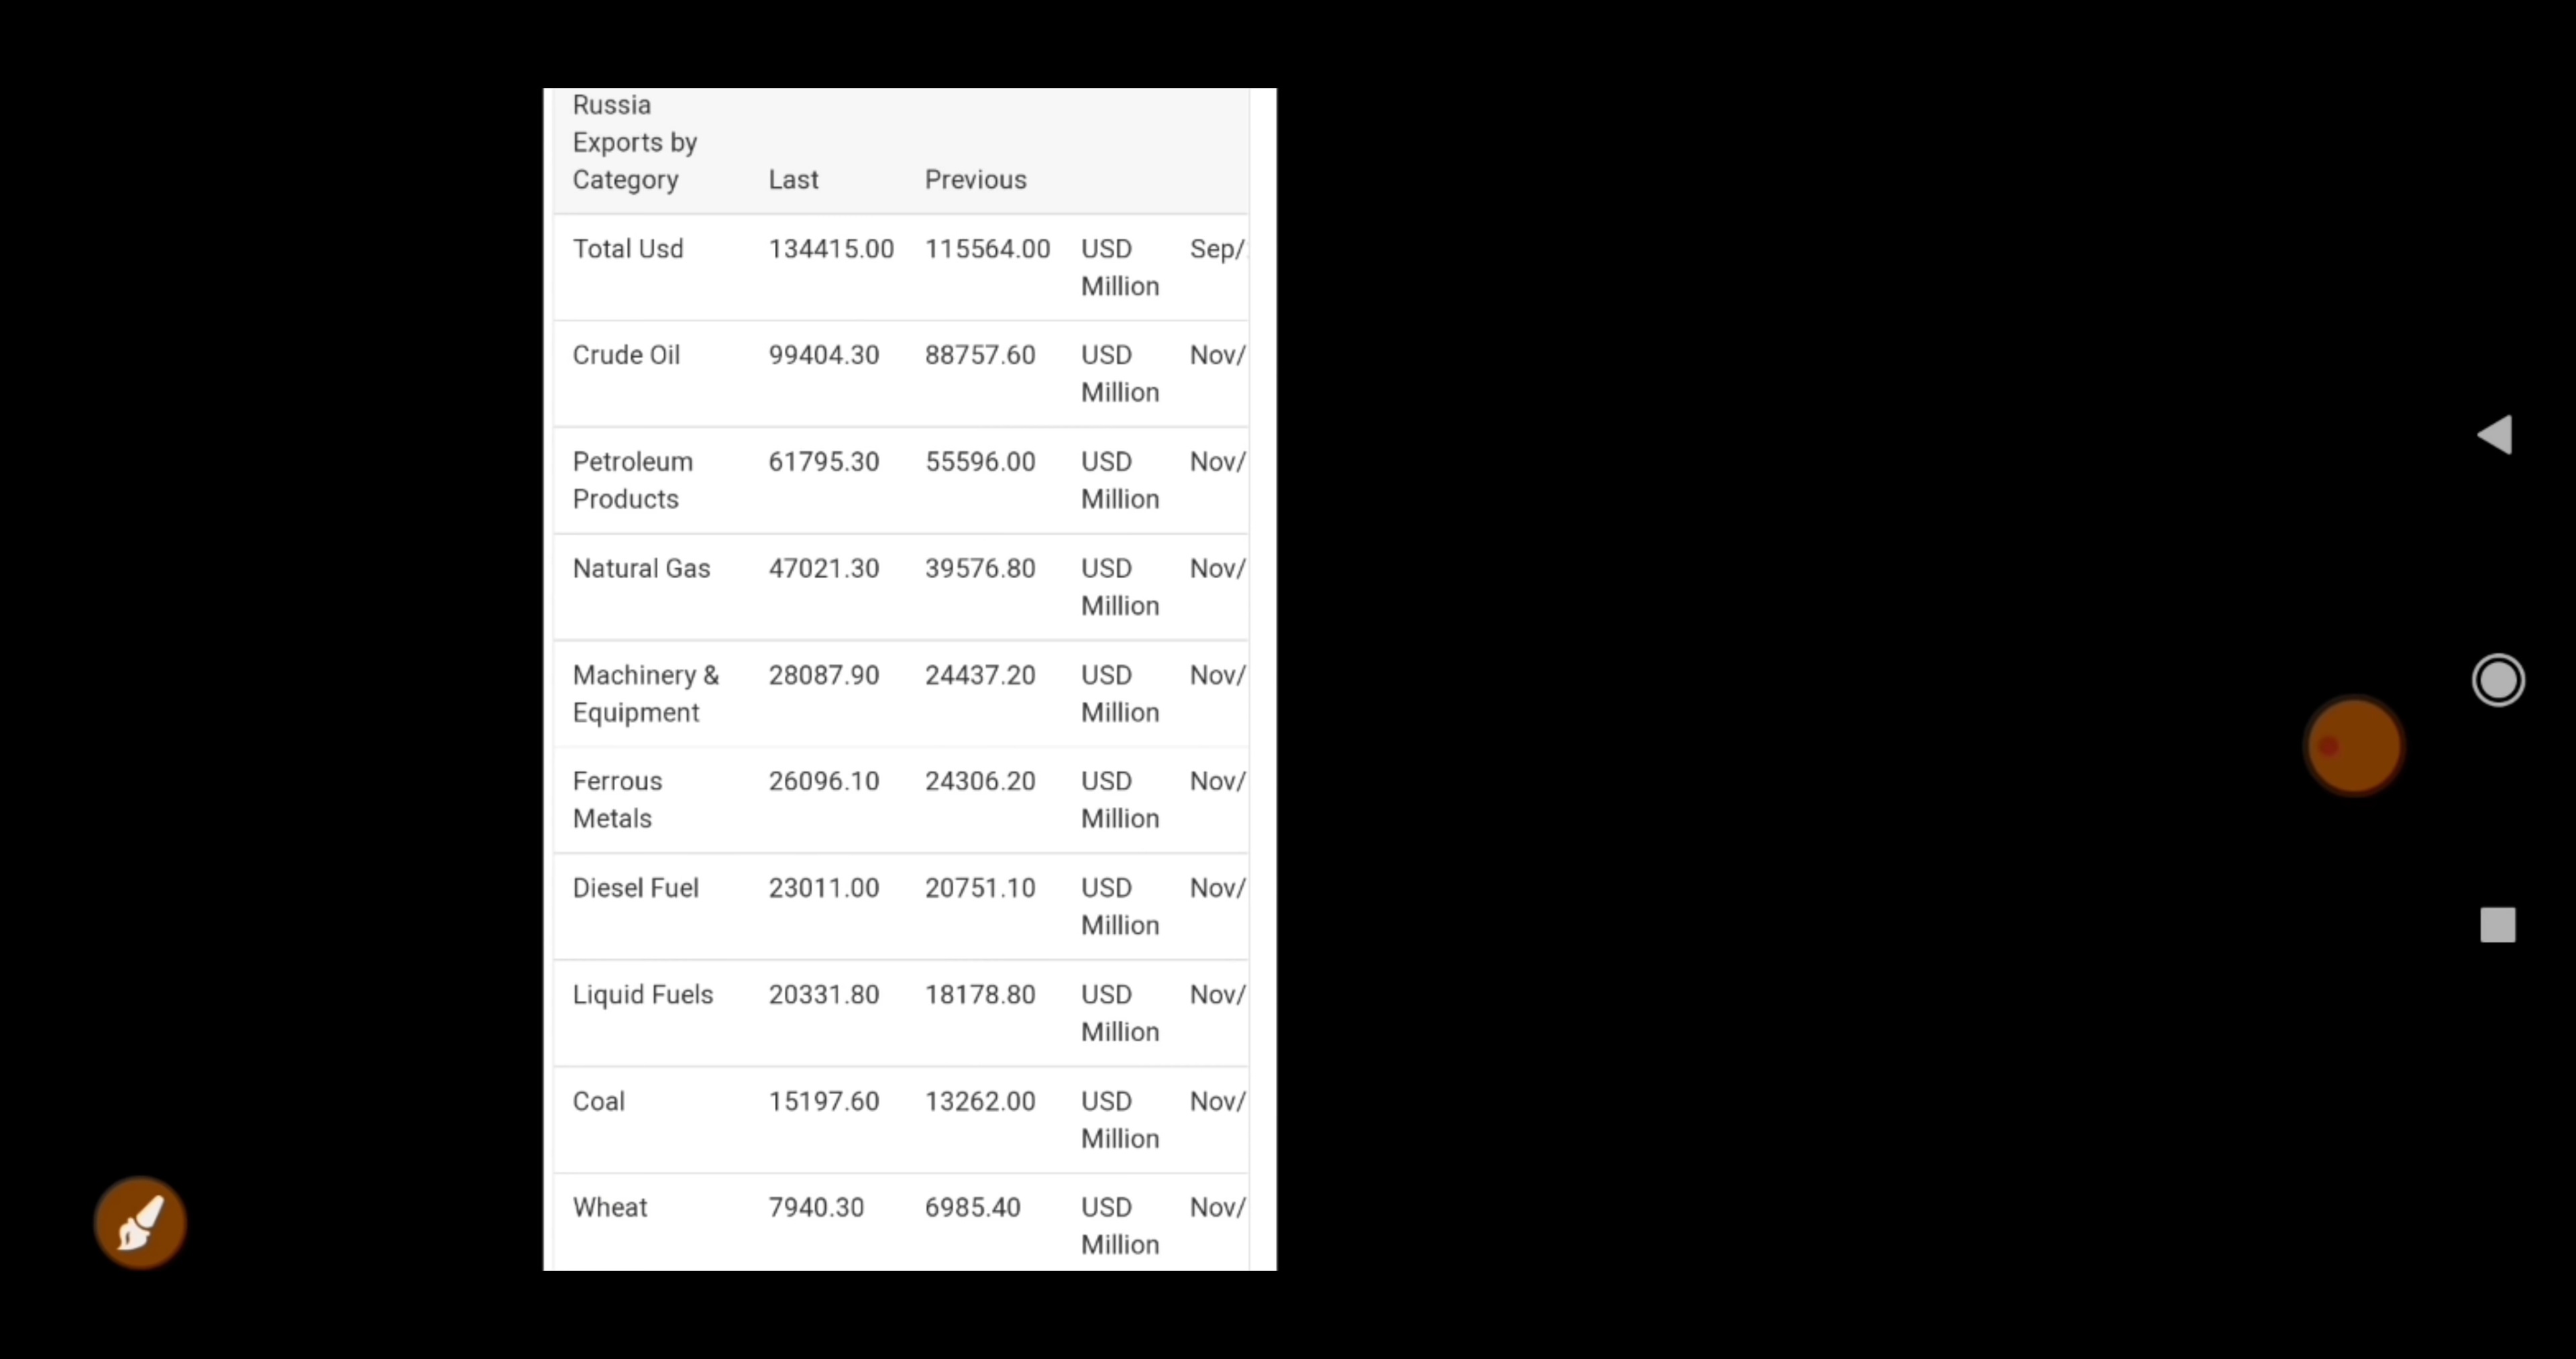 Russia
Exports by
Category Last Previous
Total Usd 134415.00 115564.00 USD Sep/
Million
Crude Oil 99404.30 88757.60 USD Nov/
Million
Petroleum 61795.30 55596.00 USD Nov/
Products Million
Natural Gas 47021.30 39576.80 USD Nov/
Million
Machinery & 28087.90 24437.20 USD Nov/
Equipment Million
Ferrous 26096.10 24306.20 USD Nov/
Metals Million
Diesel Fuel 23011.00 20751.10 USD Nov/
Million
Liquid Fuels 20331.80 18178.80 USD Nov/
Million
Coal 15197.60 13262.00 USD Nov/
Million
Wheat 7940.30 6985.40 USD Nov/
Million